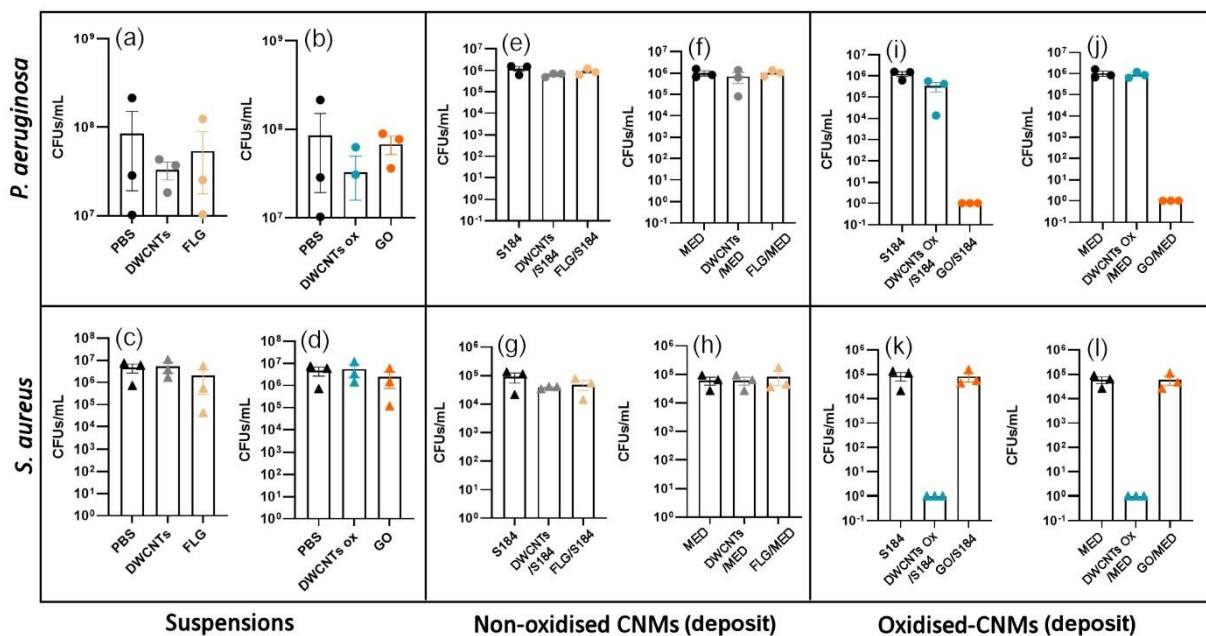 P. aeruginosa
(a)
CFUs/mL
10⁹
10⁸
10⁷
PBS
DWCNTs
FLG
(b)
CFUs/mL
10⁹
10⁸
10⁷
PBS
DWCNTs ox
GO
(e)
CFUs/mL
10⁸
10⁷
10⁶
10⁵
10⁴
10³
10²
10¹
10⁰
10⁻¹
S184
DWCNTs
/S184
FLG/S184
(f)
CFUs/mL
10⁸
10⁷
10⁶
10⁵
10⁴
10³
10²
10¹
10⁰
10⁻¹
MED
DWCNTs
/MED
FLG/MED
(i)
CFUs/mL
10⁸
10⁷
10⁶
10⁵
10⁴
10³
10²
10¹
10⁰
10⁻¹
S184
DWCNTs Ox
/S184
GO/S184
(j)
CFUs/mL
10⁸
10⁷
10⁶
10⁵
10⁴
10³
10²
10¹
10⁰
10⁻¹
MED
DWCNTs Ox
/MED
GO/MED
S. aureus
(c)
CFUs/mL
10⁸
10⁷
10⁶
10⁵
10⁴
10³
10²
10¹
10⁰
PBS
DWCNTs
FLG
(d)
CFUs/mL
10⁸
10⁷
10⁶
10⁵
10⁴
10³
10²
10¹
10⁰
PBS
DWCNTs ox
GO
(g)
CFUs/mL
10⁶
10⁵
10⁴
10³
10²
10¹
10⁰
S184
DWCNTs
/S184
FLG/S184
(h)
CFUs/mL
10⁶
10⁵
10⁴
10³
10²
10¹
10⁰
MED
DWCNTs
/MED
FLG/MED
(k)
CFUs/mL
10⁶
10⁵
10⁴
10³
10²
10¹
10⁰
10⁻¹
S184
DWCNTs Ox
/S184
GO/S184
(l)
CFUs/mL
10⁶
10⁵
10⁴
10³
10²
10¹
10⁰
10⁻¹
MED
DWCNTs Ox
/MED
GO/MED
Suspensions
Non-oxidised CNMs (deposit)
Oxidised-CNMs (deposit)